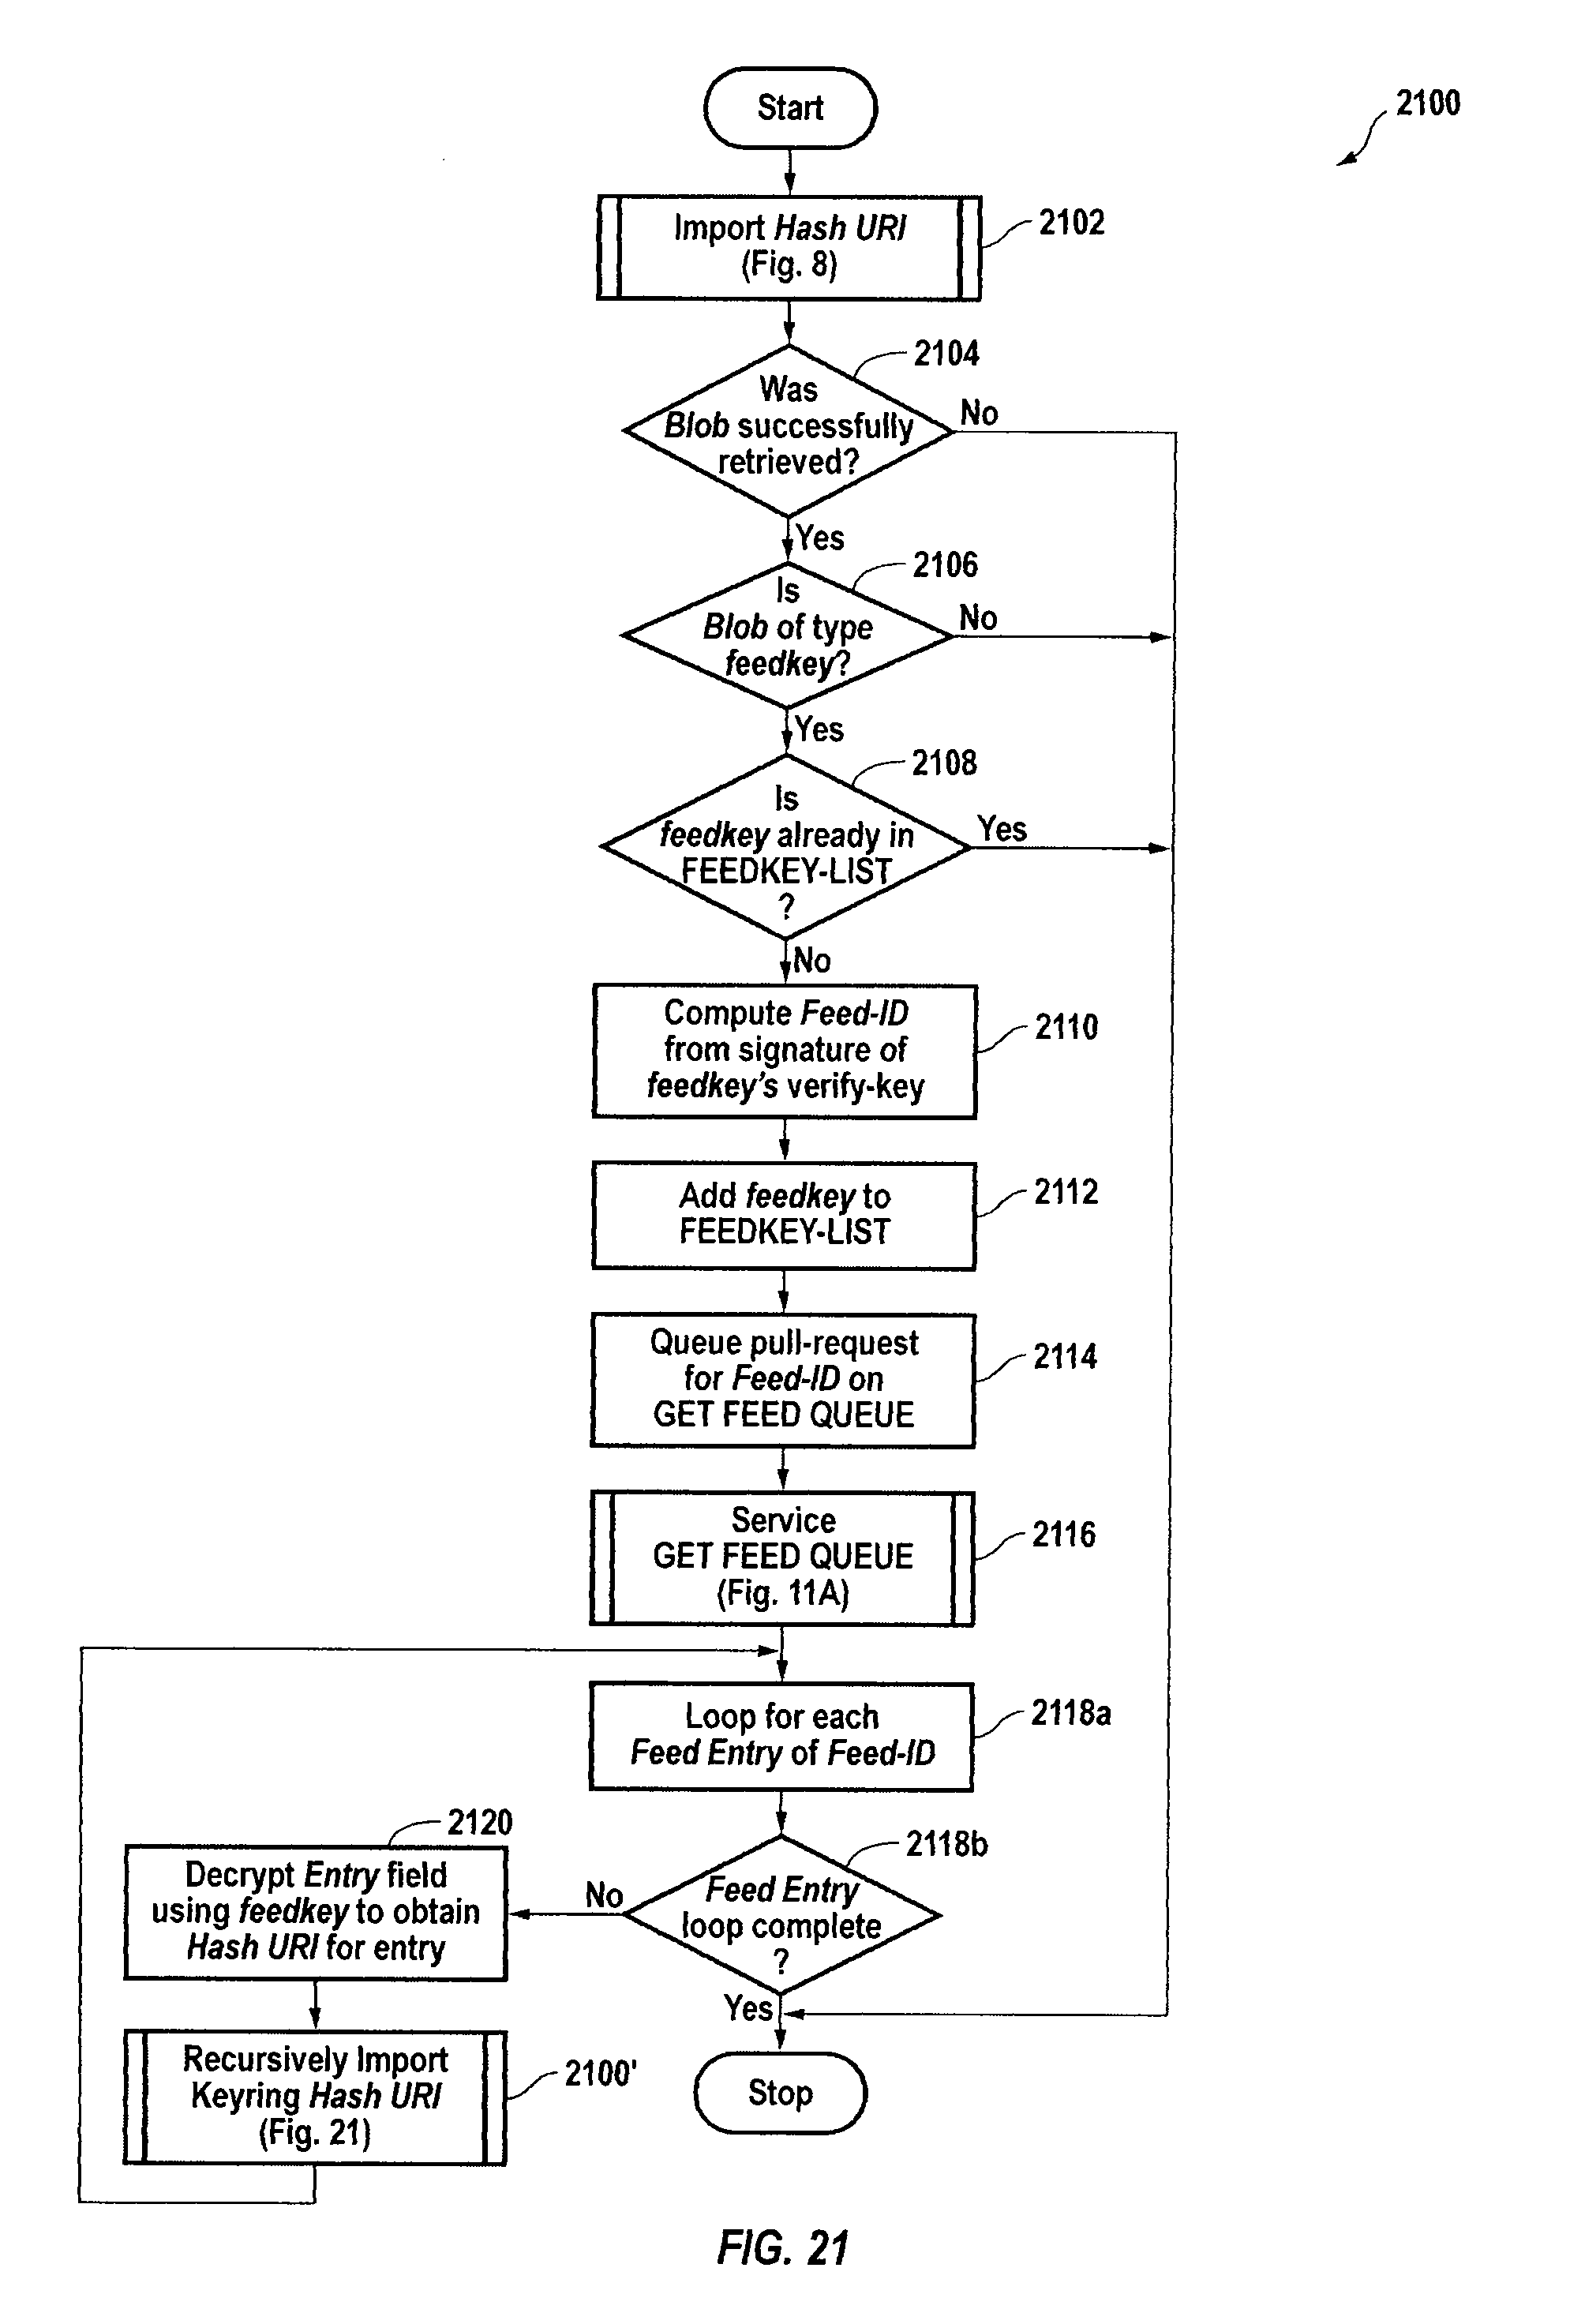 Start
2100
Import Hash URI
(Fig. 8)
2102
2104
Was
Blob successfully
retrieved?
No
Yes
2106
Is
Blob of type
feedkey?
No
Yes
2108
Is
feedkey already in
FEEDKEY-LIST
?
Yes
No
Compute Feed-ID
from signature of
feedkey's verify-key
2110
Add feedkey to
FEEDKEY-LIST
2112
Queue pull-request
for Feed-ID on
GET FEED QUEUE
2114
Service
GET FEED QUEUE
(Fig. 11A)
2116
Loop for each
Feed Entry of Feed-ID
2118a
2118b
Feed Entry
loop complete
?
No
Yes
2120
Decrypt Entry field
using feedkey to obtain
Hash URI for entry
Recursively Import
Keyring Hash URI
(Fig. 21)
2100'
Stop
FIG. 21